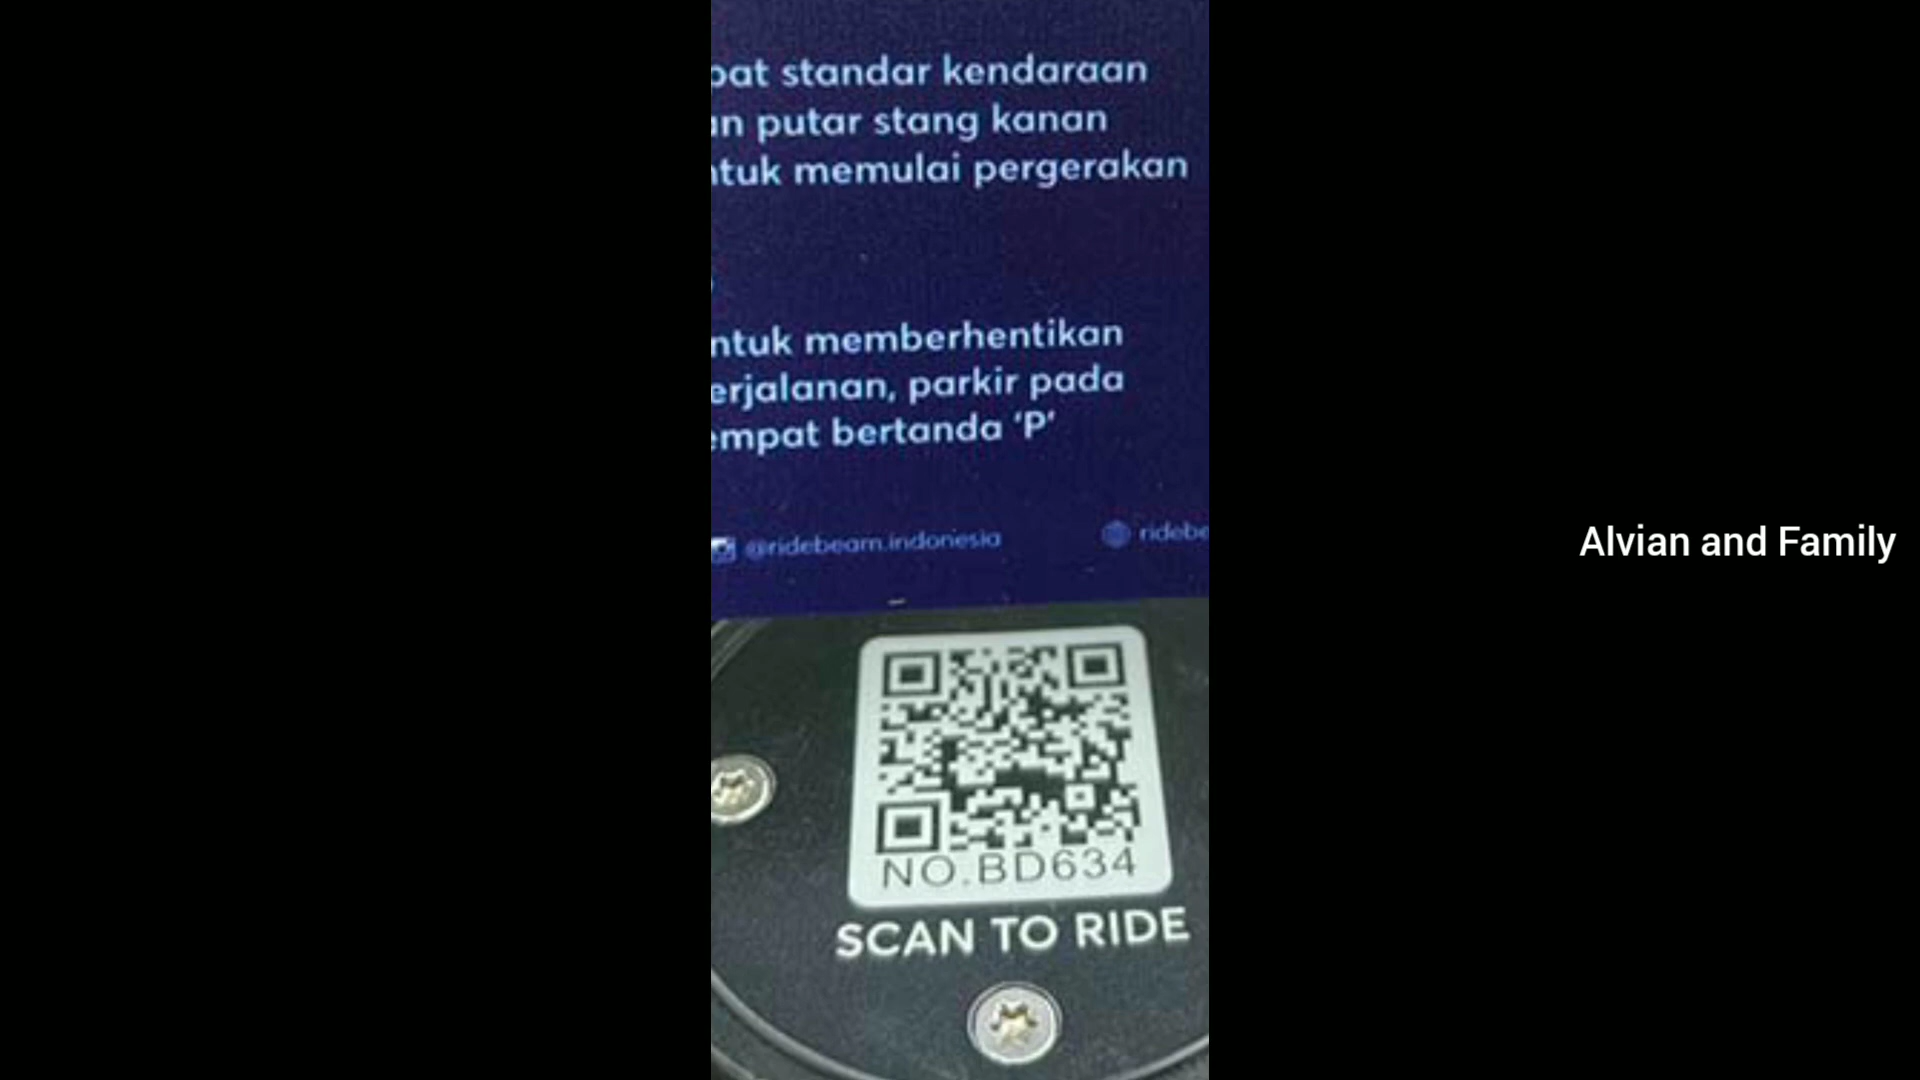 pat standar kendaraan
an putar stang kanan
ntuk memulai pergerakan
ntuk memberhentikan
erjalanan, parkir pada
empat bertanda ‘P’
@ridebeam.indonesia
ridebe
NO.BD634
SCAN TO RIDE
Alvian and Family